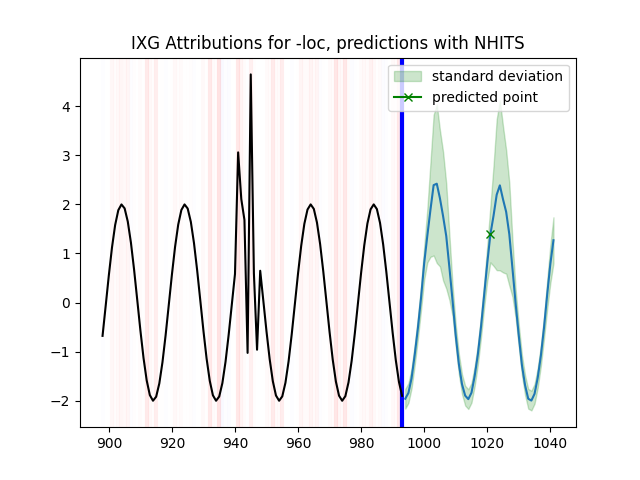 IXG Attributions for -loc, predictions with NHITS
standard deviation
predicted point
4
3
2
1
0
−1
−2
900 920 940 960 980 1000 1020 1040